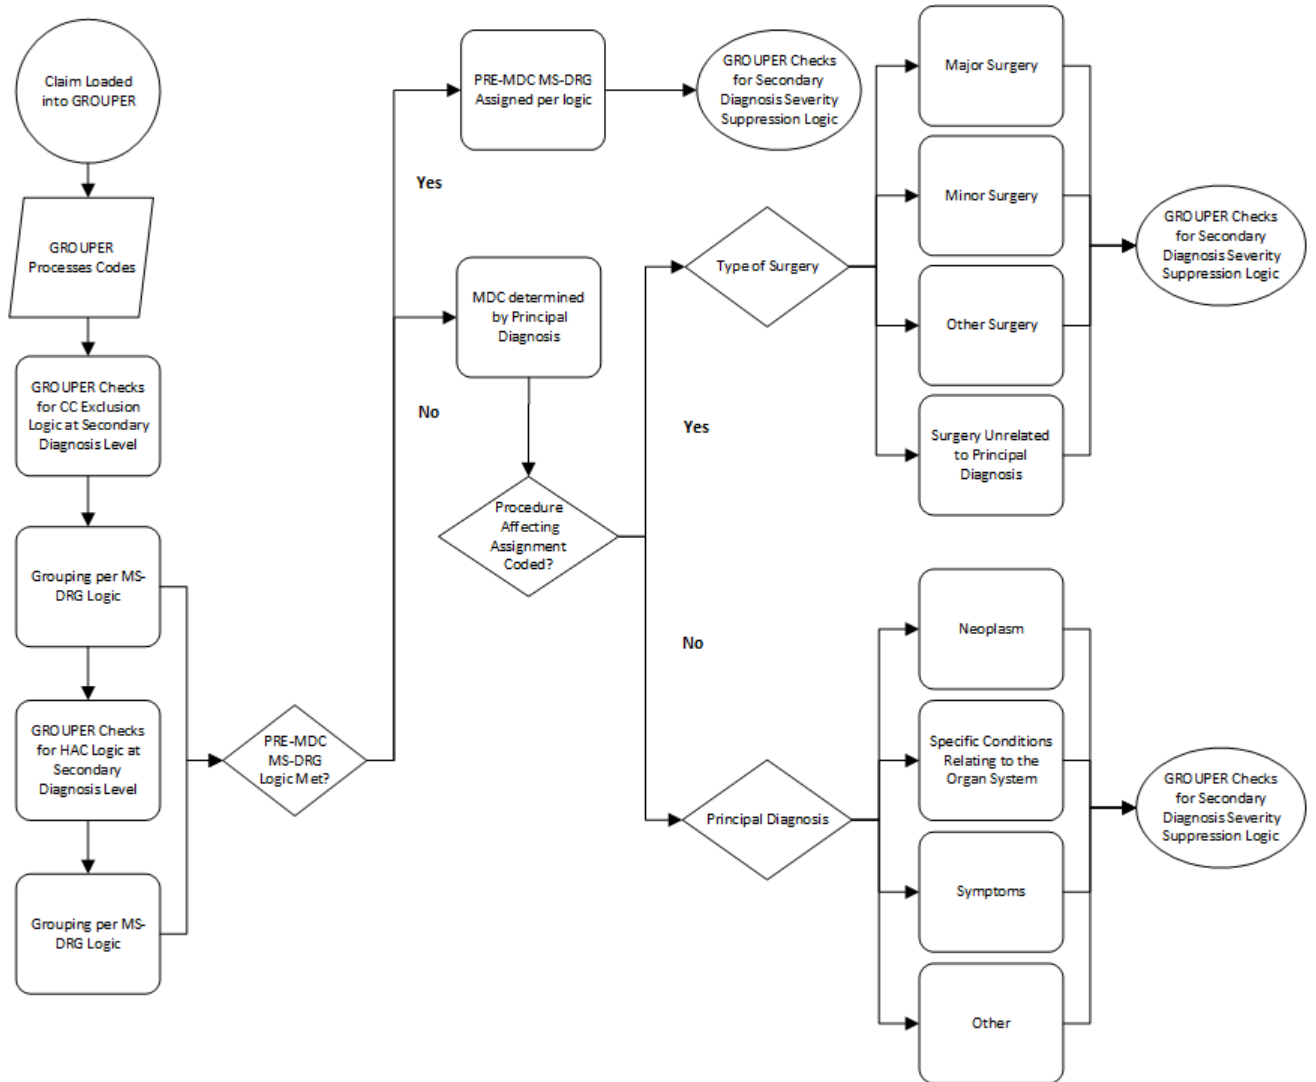 Claim Loaded
into GROUPER
GROUPER
Processes Codes
GROUPER Checks
for CC Exclusion
Logic at Secondary
Diagnosis Level
Grouping per MS-
DRG Logic
GROUPER Checks
for HAC Logic at
Secondary
Diagnosis Level
Grouping per MS-
DRG Logic
PRE-MDC
MS-DRG
Logic Met?
Yes
No
PRE-MDC MS-DRG
Assigned per logic
GROUPER Checks
for Secondary
Diagnosis Severity
Suppression Logic
MDC determined
by Principal
Diagnosis
Procedure
Affecting
Assignment
Coded?
Yes
No
Type of Surgery
Major Surgery
Minor Surgery
Other Surgery
Surgery Unrelated
to Principal
Diagnosis
GROUPER Checks
for Secondary
Diagnosis Severity
Suppression Logic
Principal Diagnosis
Neoplasm
Specific Conditions
Relating to the
Organ System
Symptoms
Other
GROUPER Checks
for Secondary
Diagnosis Severity
Suppression Logic